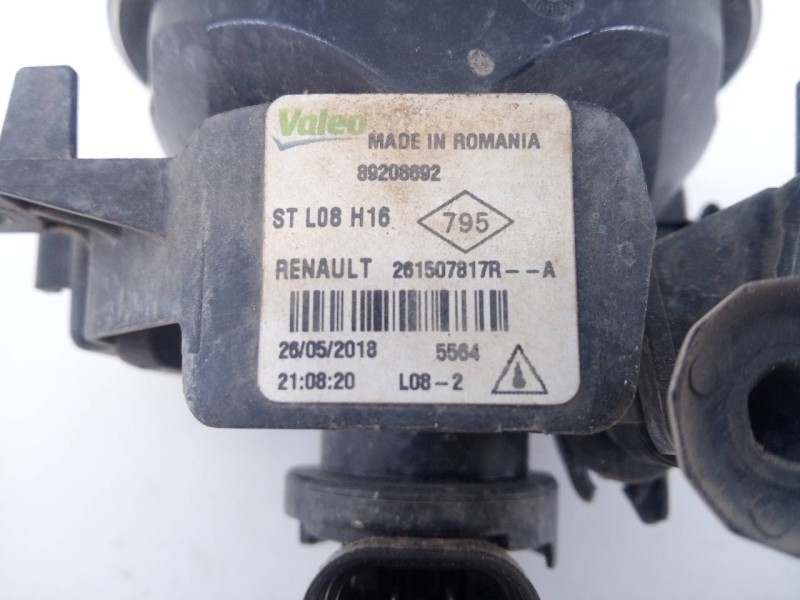 Valeo MADE IN ROMANIA
89208692
ST L08 H16 795
RENAULT 261507817R--A
26/05/2018 5564
21:08:20 L08-2